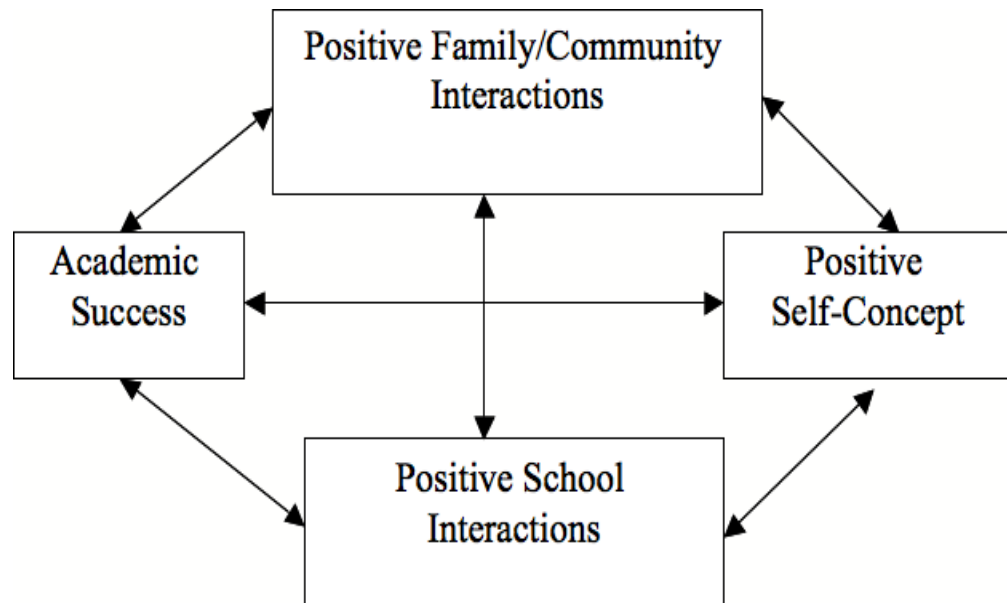 Positive Family/Community
Interactions
Academic
Success
Positive
Self-Concept
Positive School
Interactions